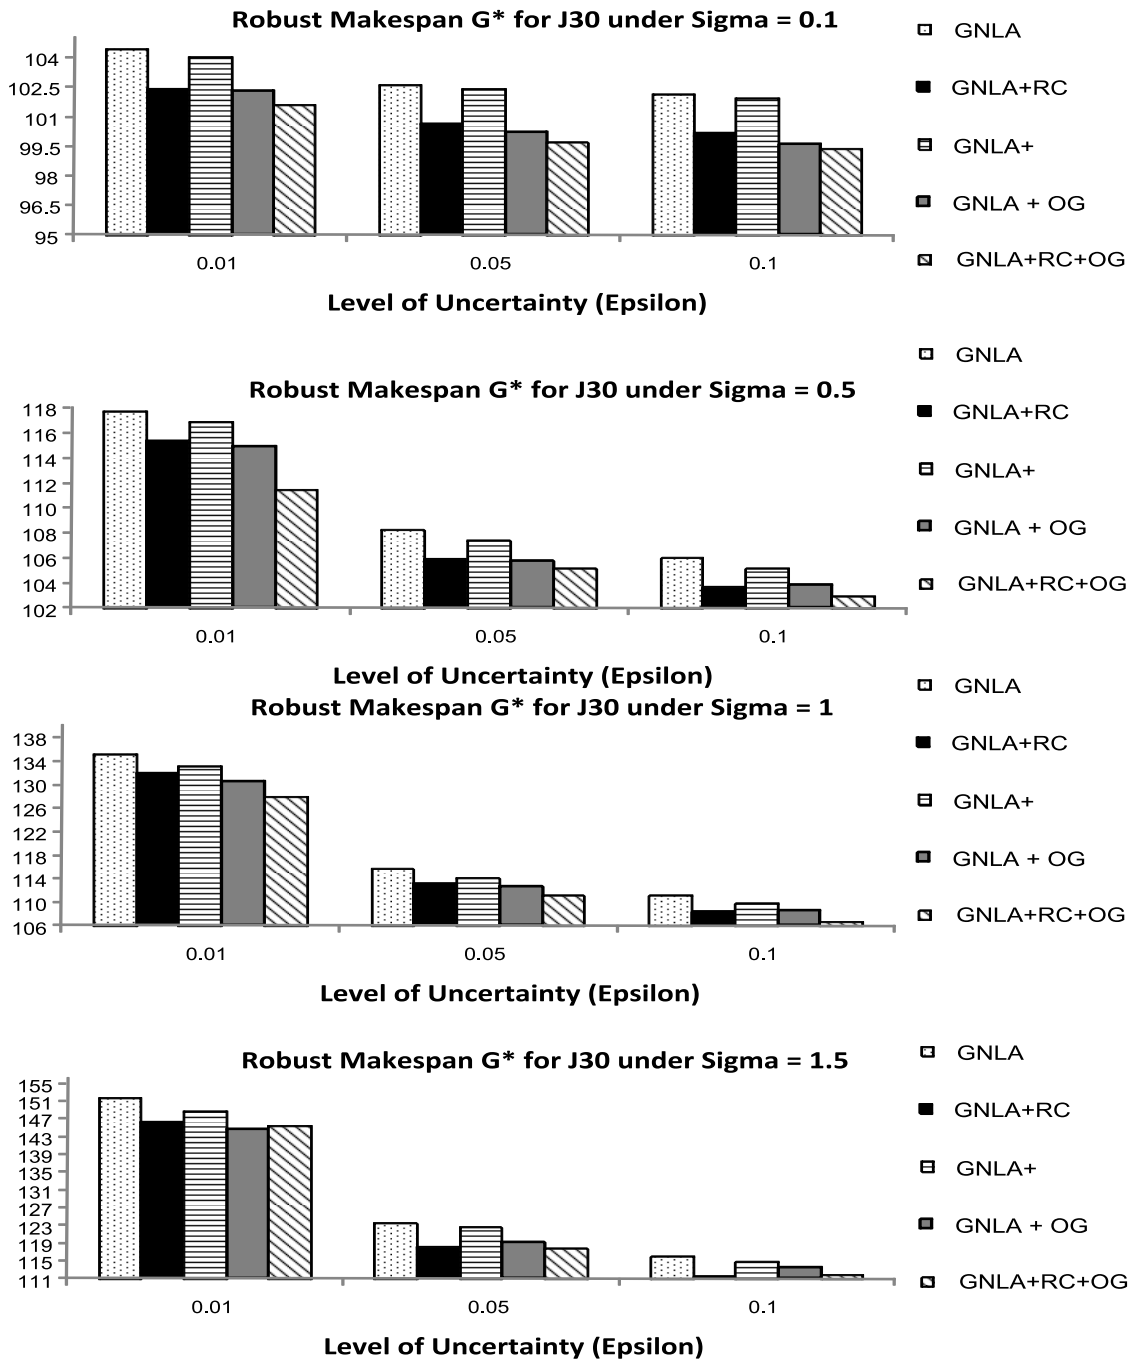 Robust Makespan G* for J30 under Sigma = 0.1
104
102.5
101
99.5
98
96.5
95
0.01
0.05
0.1
Level of Uncertainty (Epsilon)
GNLA
GNLA+RC
GNLA+
GNLA + OG
GNLA+RC+OG
Robust Makespan G* for J30 under Sigma = 0.5
118
116
114
112
110
108
106
104
102
0.01
0.05
0.1
Level of Uncertainty (Epsilon)
GNLA
GNLA+RC
GNLA+
GNLA + OG
GNLA+RC+OG
Robust Makespan G* for J30 under Sigma = 1
138
134
130
126
122
118
114
110
106
0.01
0.05
0.1
Level of Uncertainty (Epsilon)
GNLA
GNLA+RC
GNLA+
GNLA + OG
GNLA+RC+OG
Robust Makespan G* for J30 under Sigma = 1.5
155
151
147
143
139
135
131
127
123
119
115
111
0.01
0.05
0.1
Level of Uncertainty (Epsilon)
GNLA
GNLA+RC
GNLA+
GNLA + OG
GNLA+RC+OG